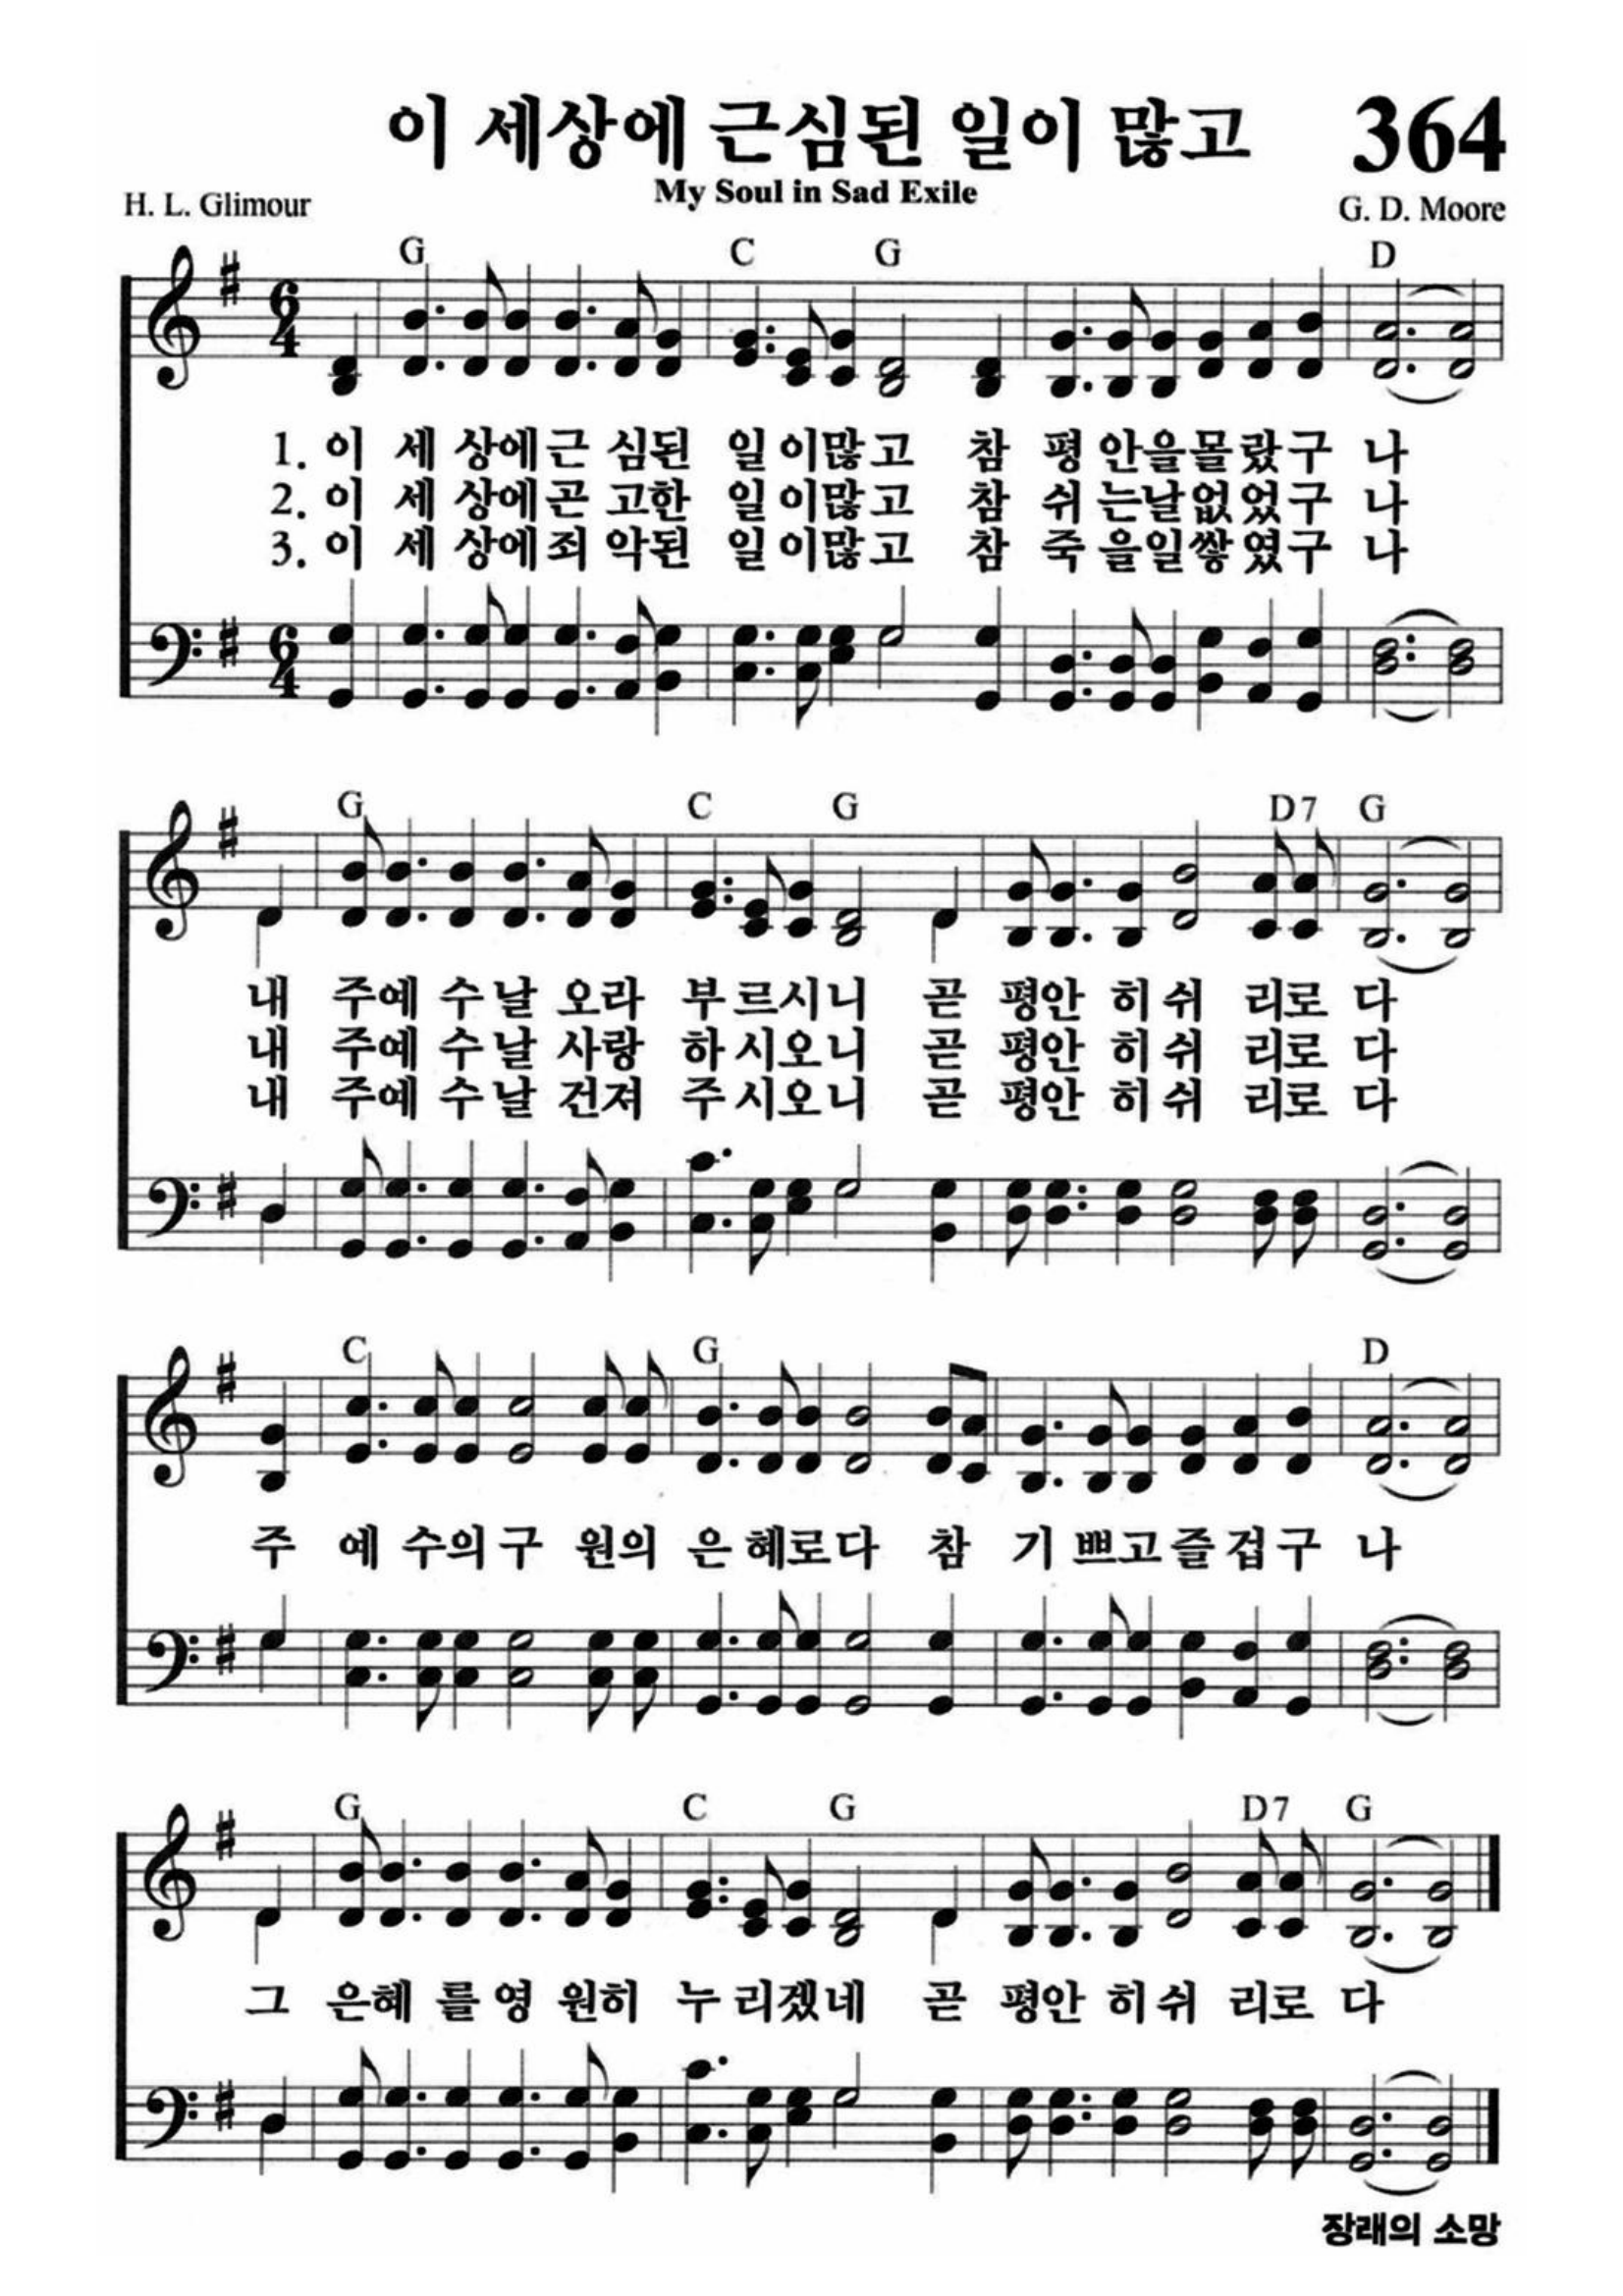 이 세상에 근심된 일이 많고 364
My Soul in Sad Exile
H. L. Glimour G. D. Moore
G C G D
6 4
1. 이 세 상에근 심된 일 이많고 참 평 안을몰랐구 나
2. 이 세 상에곤 고한 일 이많고 참 쉬 는날없었구 나
3. 이 세 상에죄 악된 일 이많고 참 죽 을일쌓였구 나
6 4
G C G D7 G
내 주예 수날 오라 부르시니 곧 평안 히쉬 리로 다
내 주예 수날 사랑 하시오니 곧 평안 히쉬 리로 다
내 주예 수날 건져 주시오니 곧 평안 히쉬 리로 다
C G D
주 예 수의구 원의 은혜로다 참 기 쁘고즐겁구 나
G C G D7 G
그 은혜 를영 원히 누리겠네 곧 평안 히쉬 리로 다
장래의 소망